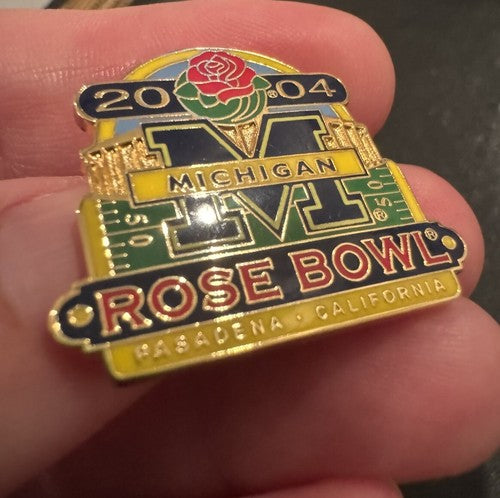 20 04
M
MICHIGAN
50 50
ROSE BOWL®
PASADENA • CALIFORNIA